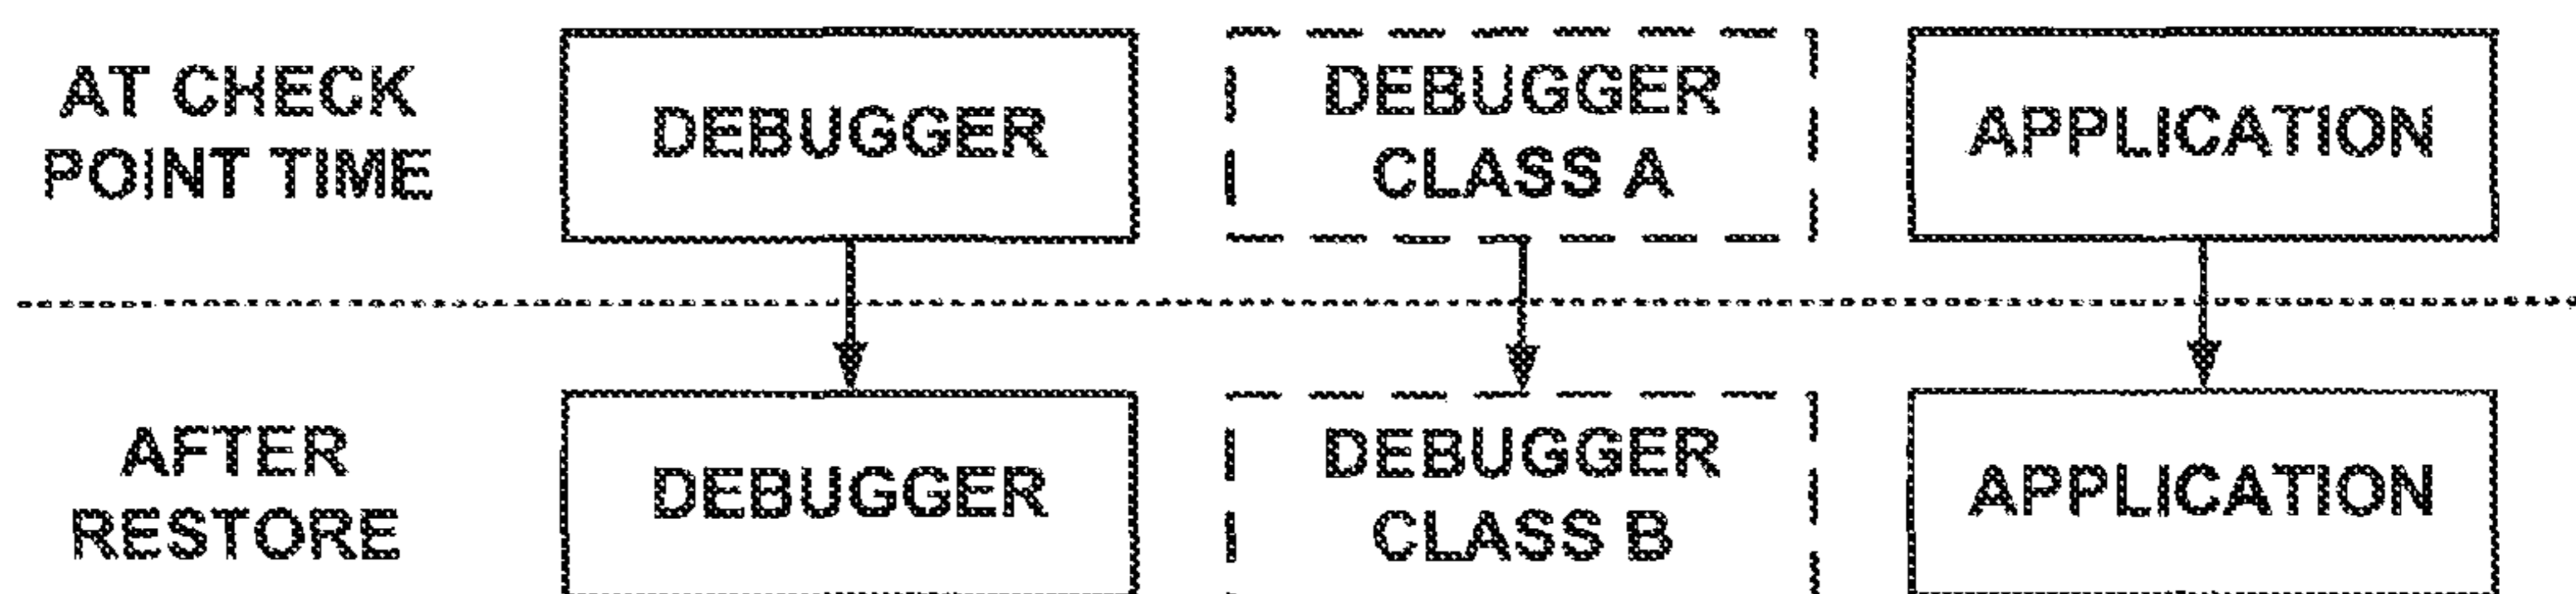 AT CHECK
POINT TIME
DEBUGGER
DEBUGGER
CLASS A
APPLICATION
AFTER
RESTORE
DEBUGGER
DEBUGGER
CLASS B
APPLICATION